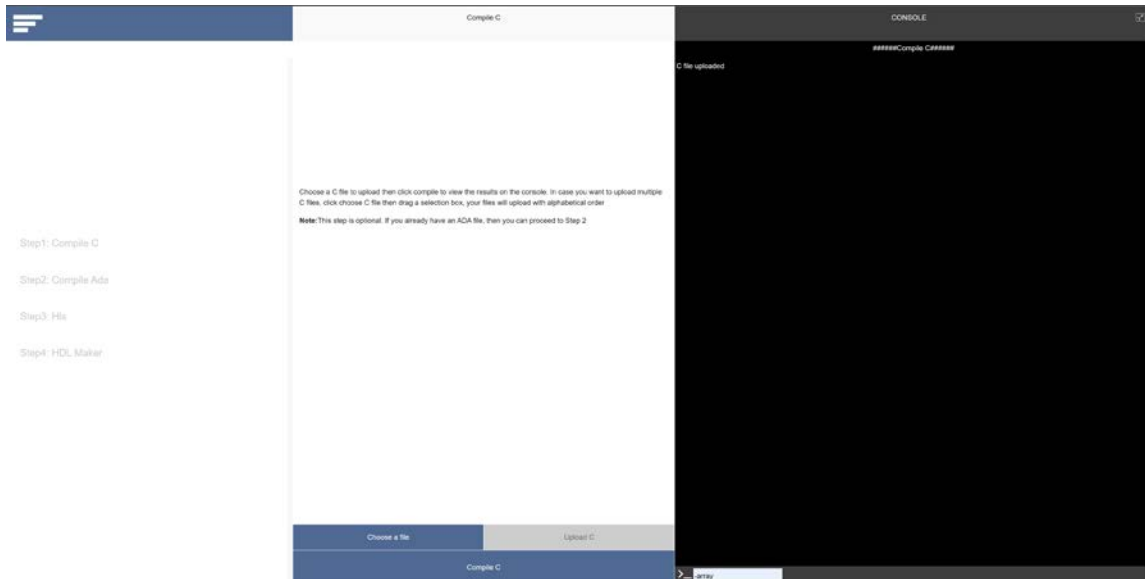 Compile C
CONSOLE
######Compile C######
C file uploaded
Choose a C file to upload then click compile to view the results on the console. In case you want to upload multiple
C files, click choose C file then drag a selection box, your files will upload with alphabetical order
Note:This step is optional. If you already have an ADA file, then you can proceed to Step 2
Step1: Compile C
Step2: Compile Ada
Step3: Hls
Step4: HDL Maker
Choose a file
Upload C
Compile C
-array